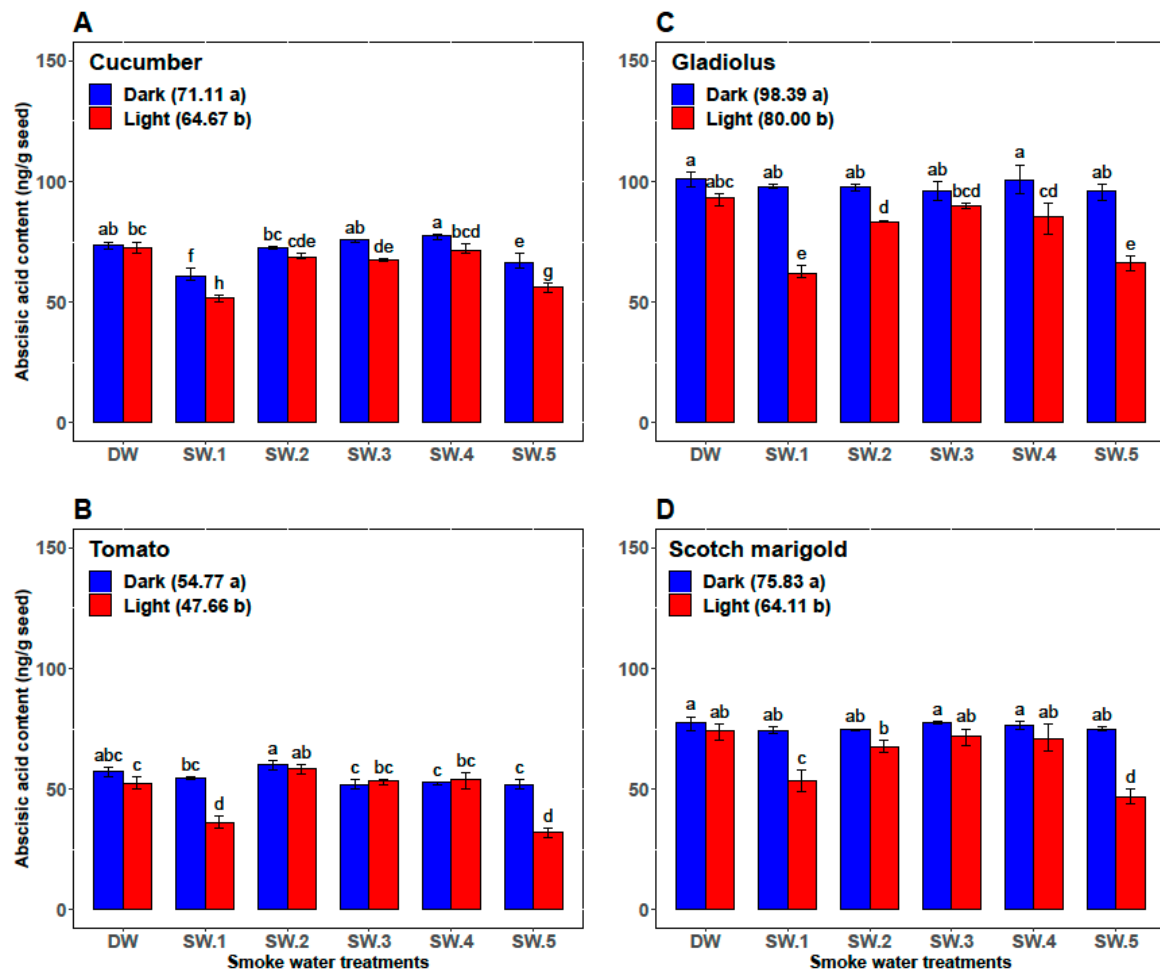 A
Cucumber
Dark (71.11 a)
Light (64.67 b)
Abscisic acid content (ng/g seed)
150
100
50
0
ab bc f h bc cde ab de a bcd e g
DW SW.1 SW.2 SW.3 SW.4 SW.5
C
Gladiolus
Dark (98.39 a)
Light (80.00 b)
150
100
50
0
a abc ab e ab d ab bcd a cd ab e
DW SW.1 SW.2 SW.3 SW.4 SW.5
B
Tomato
Dark (54.77 a)
Light (47.66 b)
Abscisic acid content (ng/g seed)
150
100
50
0
abc c bc d a ab c bc c bc c d
DW SW.1 SW.2 SW.3 SW.4 SW.5
Smoke water treatments
D
Scotch marigold
Dark (75.83 a)
Light (64.11 b)
150
100
50
0
a ab ab c ab b a ab a ab ab d
DW SW.1 SW.2 SW.3 SW.4 SW.5
Smoke water treatments